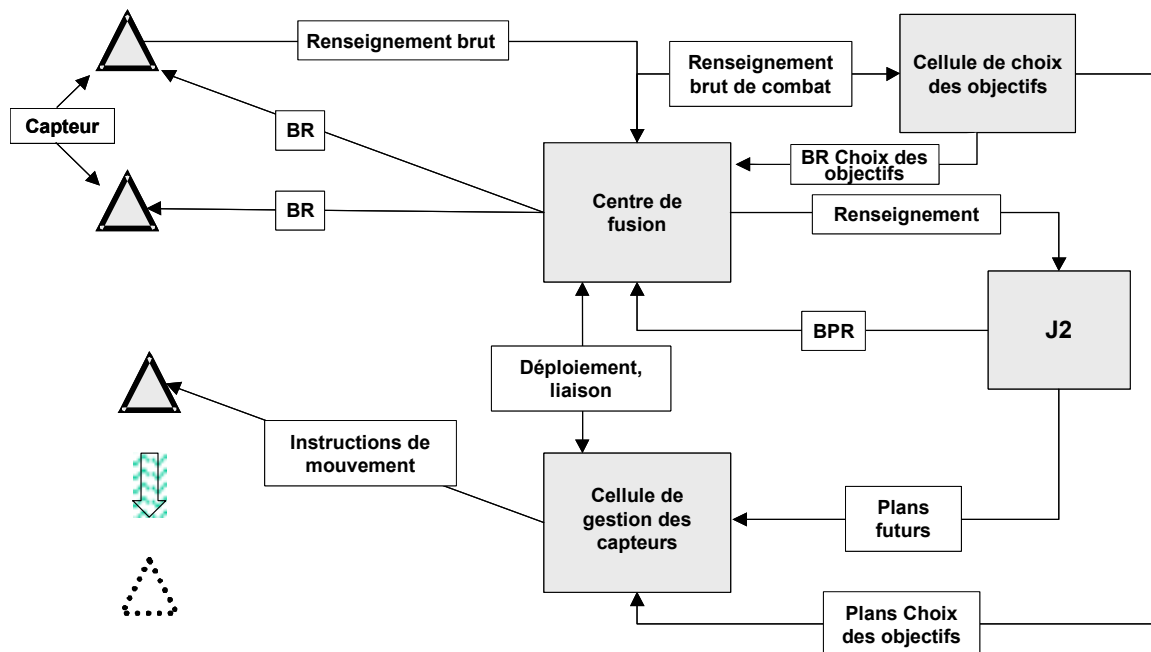 Renseignement brut
Renseignement
brut de combat
Cellule de choix
des objectifs
Capteur
BR
BR Choix des
objectifs
BR
Centre de
fusion
Renseignement
J2
BPR
Déploiement,
liaison
Instructions de
mouvement
Cellule de
gestion des
capteurs
Plans
futurs
Plans Choix
des objectifs